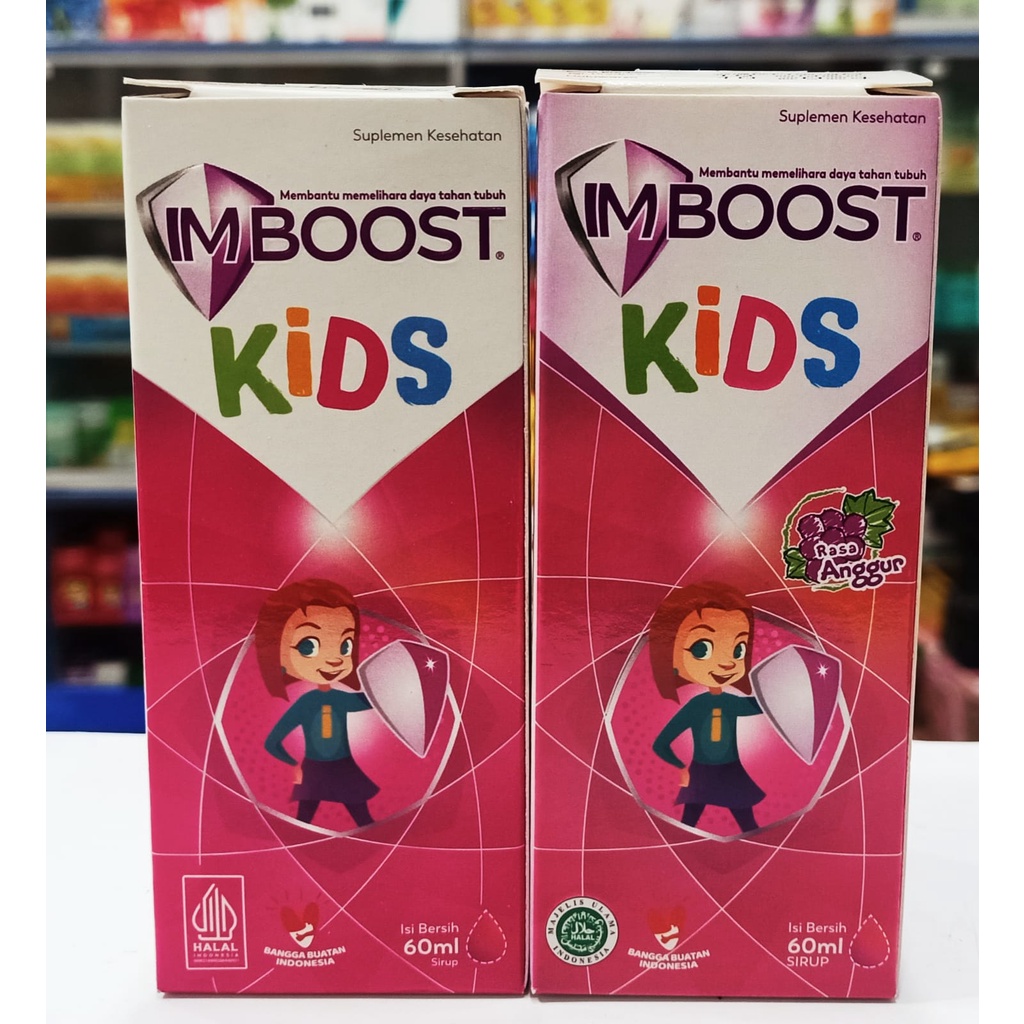 Suplemen Kesehatan
Membantu memelihara daya tahan tubuh
IMBOOST®
KiDS
i
HALAL
INDONESIA
BANGGA BUATAN
INDONESIA
Isi Bersih
60ml
Sirup
Suplemen Kesehatan
Membantu memelihara daya tahan tubuh
IMBOOST®
KiDS
Rasa
Anggur
i
MAJELIS ULAMA
حلال
HALAL
INDONESIA
BANGGA BUATAN
INDONESIA
Isi Bersih
60ml
SIRUP